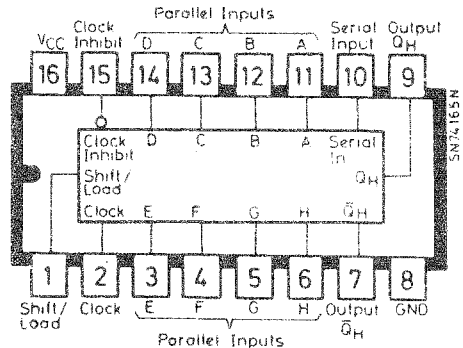 Parallel Inputs
VCC Clock Inhibit D C B A Serial Input Output QH
16 15 14 13 12 11 10 9
SN74165N
Clock Inhibit D C B A Serial In
Shift/Load QH
Clock E F G H Q̅H
1 2 3 4 5 6 7 8
Shift/Load Clock E F G H Output Q̅H GND
Parallel Inputs